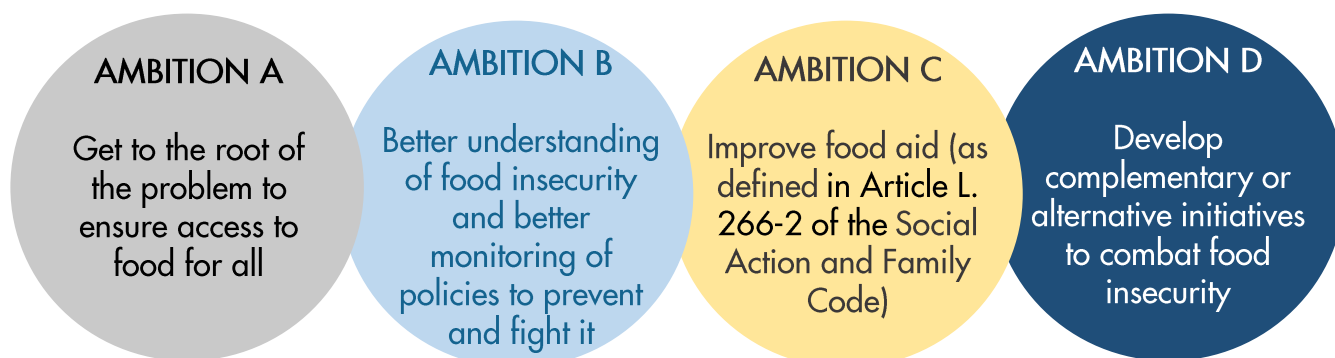 AMBITION A
Get to the root of
the problem to
ensure access to
food for all
AMBITION B
Better understanding
of food insecurity
and better
monitoring of
policies to prevent
and fight it
AMBITION C
Improve food aid (as
defined in Article L.
266-2 of the Social
Action and Family
Code)
AMBITION D
Develop
complementary or
alternative initiatives
to combat food
insecurity